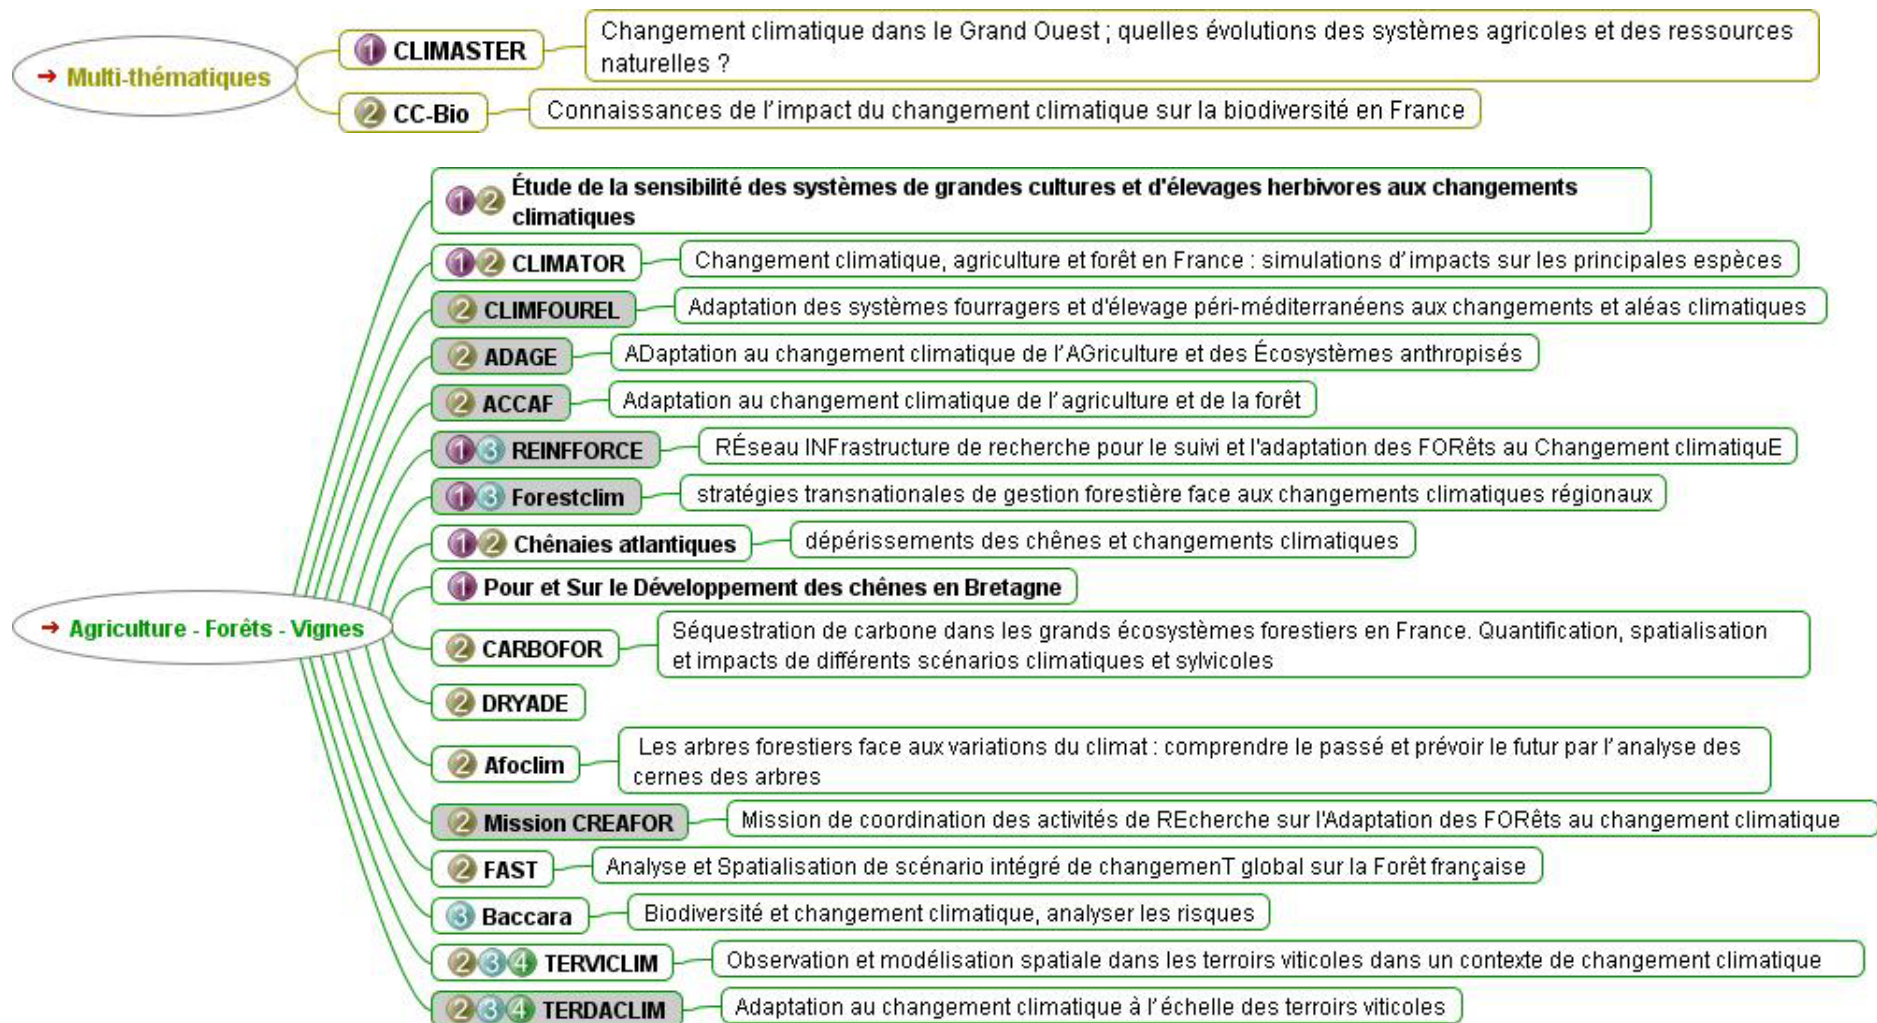 → Multi-thématiques
1 CLIMASTER
Changement climatique dans le Grand Ouest ; quelles évolutions des systèmes agricoles et des ressources
naturelles ?
2 CC-Bio
Connaissances de l'impact du changement climatique sur la biodiversité en France
→ Agriculture - Forêts - Vignes
1 2 Étude de la sensibilité des systèmes de grandes cultures et d'élevages herbivores aux changements
climatiques
1 2 CLIMATOR
Changement climatique, agriculture et forêt en France : simulations d'impacts sur les principales espèces
2 CLIMFOUREL
Adaptation des systèmes fourragers et d'élevage péri-méditerranéens aux changements et aléas climatiques
2 ADAGE
ADaptation au changement climatique de l'AGriculture et des Écosystèmes anthropisés
2 ACCAF
Adaptation au changement climatique de l'agriculture et de la forêt
1 3 REINFFORCE
RÉseau INFrastructure de recherche pour le suivi et l'adaptation des FORêts au Changement climatiquE
1 3 Forestclim
stratégies transnationales de gestion forestière face aux changements climatiques régionaux
1 2 Chênaies atlantiques
dépérissements des chênes et changements climatiques
1 Pour et Sur le Développement des chênes en Bretagne
2 CARBOFOR
Séquestration de carbone dans les grands écosystèmes forestiers en France. Quantification, spatialisation
et impacts de différents scénarios climatiques et sylvicoles
2 DRYADE
2 Afoclim
Les arbres forestiers face aux variations du climat : comprendre le passé et prévoir le futur par l'analyse des
cernes des arbres
2 Mission CREAFOR
Mission de coordination des activités de REcherche sur l'Adaptation des FORêts au changement climatique
2 FAST
Analyse et Spatialisation de scénario intégré de changemenT global sur la Forêt française
3 Baccara
Biodiversité et changement climatique, analyser les risques
2 3 4 TERVICLIM
Observation et modélisation spatiale dans les terroirs viticoles dans un contexte de changement climatique
2 3 4 TERDACLIM
Adaptation au changement climatique à l'échelle des terroirs viticoles